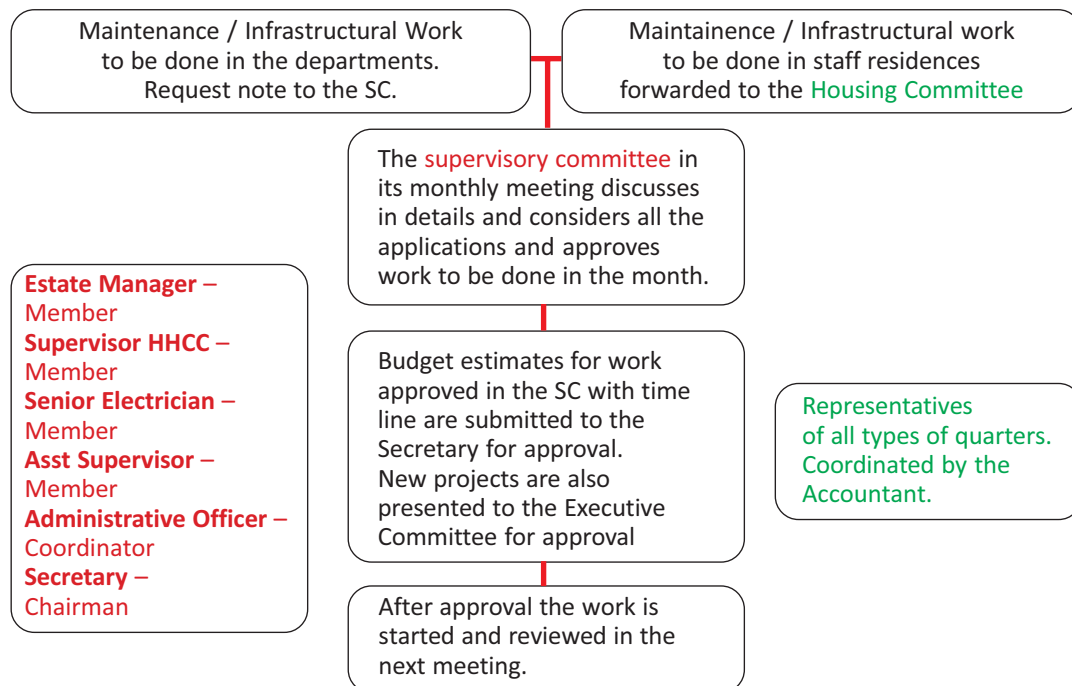 Maintenance / Infrastructural Work
to be done in the departments.
Request note to the SC.
Maintainence / Infrastructural work
to be done in staff residences
forwarded to the Housing Committee
The supervisory committee in
its monthly meeting discusses
in details and considers all the
applications and approves
work to be done in the month.
Estate Manager –
Member
Supervisor HHCC –
Member
Senior Electrician –
Member
Asst Supervisor –
Member
Administrative Officer –
Coordinator
Secretary –
Chairman
Budget estimates for work
approved in the SC with time
line are submitted to the
Secretary for approval.
New projects are also
presented to the Executive
Committee for approval
Representatives
of all types of quarters.
Coordinated by the
Accountant.
After approval the work is
started and reviewed in the
next meeting.